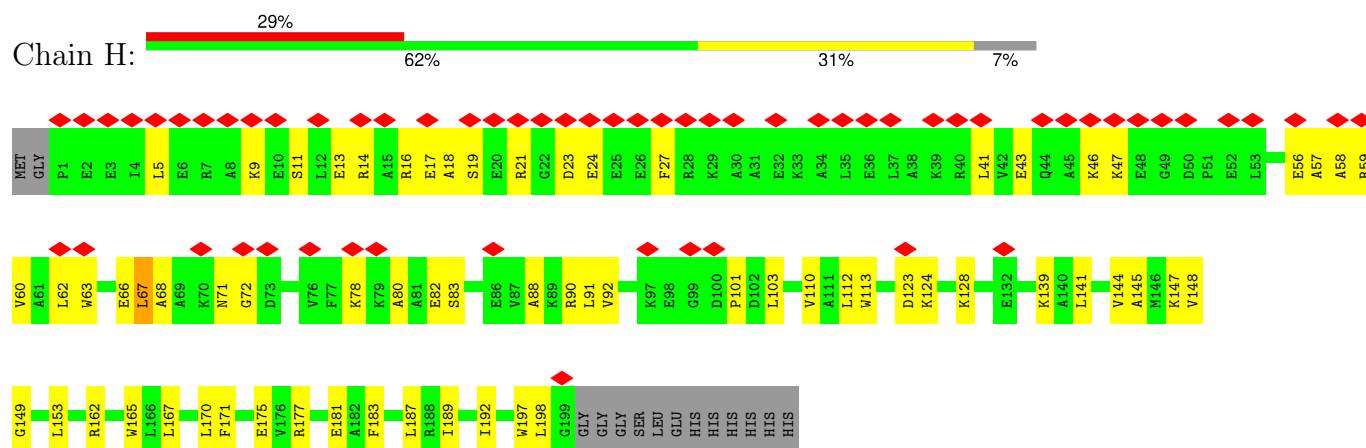 29%
Chain H:
62% 31% 7%
MET GLY P1 E2 E3 I4 L5 E6 R7 A8 K9 E10 S11 L12 E13 R14 A15 R16 E17 A18 S19 E20 R21 G22 D23 E24 E25 E26 F27 R28 K29 A30 A31 E32 K33 A34 L35 E36 L37 A38 K39 R40 L41 V42 E43 Q44 A45 K46 K47 E48 G49 D50 P51 E52 L53 E56 A57 A58 R59
V60 A61 L62 W63 E66 L67 A68 A69 K70 N71 G72 D73 V76 F77 K78 K79 A80 A81 E82 S83 E86 V87 A88 K89 R90 L91 V92 K97 E98 G99 D100 P101 D102 L103 V110 A111 L112 W113 D123 K124 K128 E132 K139 A140 L141 V144 A145 M146 K147 V148
G149 L153 R162 W165 L166 L167 L170 F171 E175 V176 R177 E181 A182 F183 L187 R188 I189 I192 W197 L198 G199 GLY GLY GLY SER LEU GLU HIS HIS HIS HIS HIS HIS